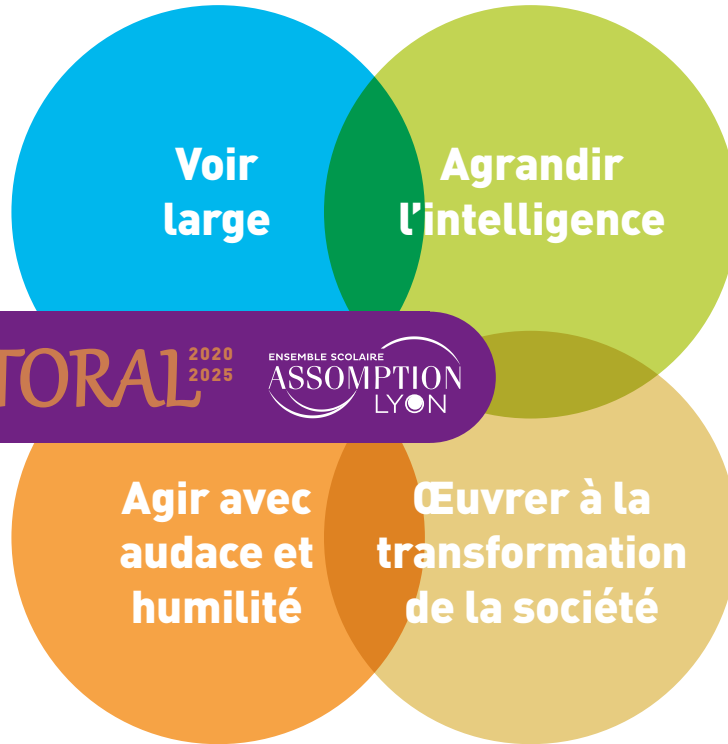 Voir
large
Agrandir
l'intelligence
TORAL 2020
2025
ENSEMBLE SCOLAIRE
ASSOMPTION
LYON
Agir avec
audace et
humilité
Œuvrer à la
transformation
de la société